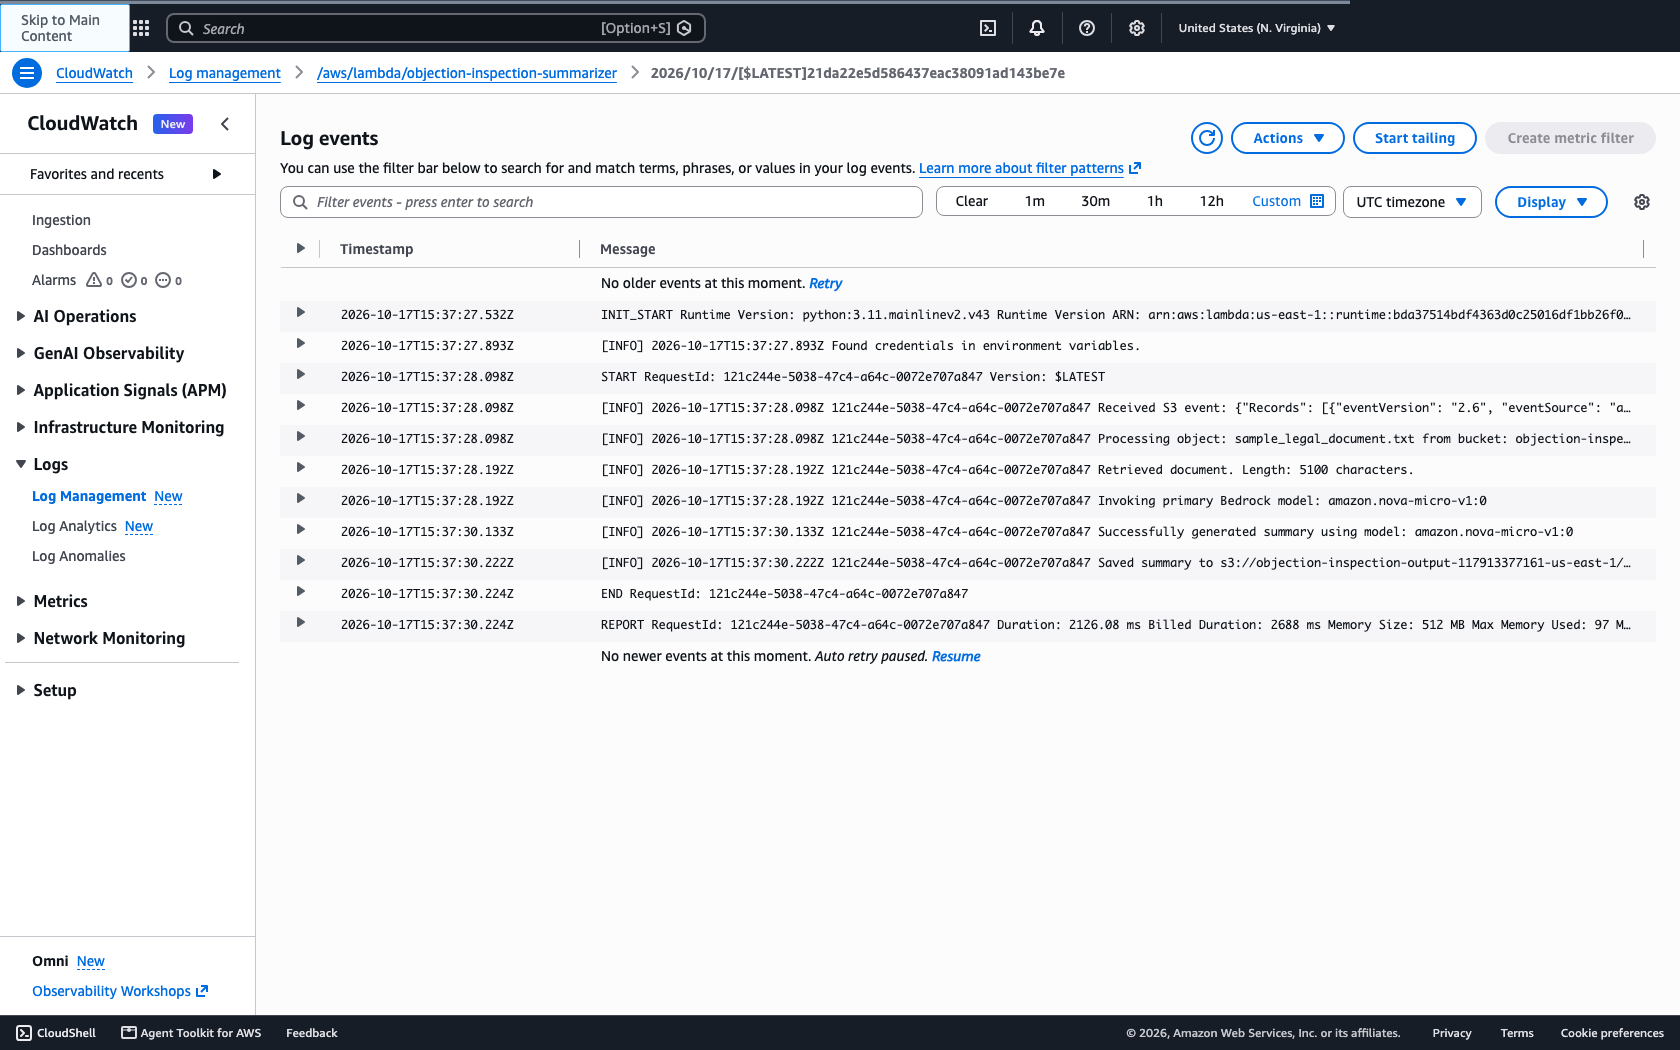 Skip to Main
Content
Search [Option+S]
United States (N. Virginia)
CloudWatch > Log management > /aws/lambda/objection-inspection-summarizer > 2026/10/17/[$LATEST]21da22e5d586437eac38091ad143be7e
CloudWatch New
Favorites and recents
Ingestion
Dashboards
Alarms 0 0 0
AI Operations
GenAI Observability
Application Signals (APM)
Infrastructure Monitoring
Logs
Log Management New
Log Analytics New
Log Anomalies
Metrics
Network Monitoring
Setup
Omni New
Observability Workshops
Log events
Actions Start tailing Create metric filter
You can use the filter bar below to search for and match terms, phrases, or values in your log events. Learn more about filter patterns
Filter events - press enter to search
Clear 1m 30m 1h 12h Custom UTC timezone Display
Timestamp Message
No older events at this moment. Retry
2026-10-17T15:37:27.532Z INIT_START Runtime Version: python:3.11.mainlinev2.v43 Runtime Version ARN: arn:aws:lambda:us-east-1::runtime:bda37514bdf4363d0c25016df1bb26f0…
2026-10-17T15:37:27.893Z [INFO] 2026-10-17T15:37:27.893Z Found credentials in environment variables.
2026-10-17T15:37:28.098Z START RequestId: 121c244e-5038-47c4-a64c-0072e707a847 Version: $LATEST
2026-10-17T15:37:28.098Z [INFO] 2026-10-17T15:37:28.098Z 121c244e-5038-47c4-a64c-0072e707a847 Received S3 event: {"Records": [{"eventVersion": "2.6", "eventSource": "a…
2026-10-17T15:37:28.098Z [INFO] 2026-10-17T15:37:28.098Z 121c244e-5038-47c4-a64c-0072e707a847 Processing object: sample_legal_document.txt from bucket: objection-inspe…
2026-10-17T15:37:28.192Z [INFO] 2026-10-17T15:37:28.192Z 121c244e-5038-47c4-a64c-0072e707a847 Retrieved document. Length: 5100 characters.
2026-10-17T15:37:28.192Z [INFO] 2026-10-17T15:37:28.192Z 121c244e-5038-47c4-a64c-0072e707a847 Invoking primary Bedrock model: amazon.nova-micro-v1:0
2026-10-17T15:37:30.133Z [INFO] 2026-10-17T15:37:30.133Z 121c244e-5038-47c4-a64c-0072e707a847 Successfully generated summary using model: amazon.nova-micro-v1:0
2026-10-17T15:37:30.222Z [INFO] 2026-10-17T15:37:30.222Z 121c244e-5038-47c4-a64c-0072e707a847 Saved summary to s3://objection-inspection-output-117913377161-us-east-1/…
2026-10-17T15:37:30.224Z END RequestId: 121c244e-5038-47c4-a64c-0072e707a847
2026-10-17T15:37:30.224Z REPORT RequestId: 121c244e-5038-47c4-a64c-0072e707a847 Duration: 2126.08 ms Billed Duration: 2688 ms Memory Size: 512 MB Max Memory Used: 97 M…
No newer events at this moment. Auto retry paused. Resume
CloudShell Agent Toolkit for AWS Feedback © 2026, Amazon Web Services, Inc. or its affiliates. Privacy Terms Cookie preferences